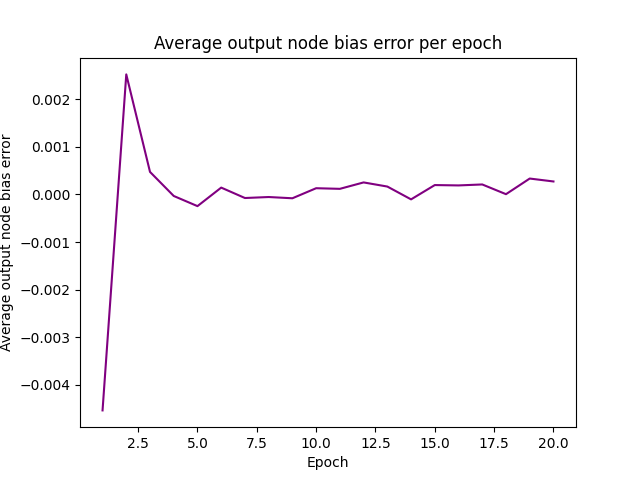 Average output node bias error per epoch
Average output node bias error
0.002
0.001
0.000
−0.001
−0.002
−0.003
−0.004
2.5 5.0 7.5 10.0 12.5 15.0 17.5 20.0
Epoch